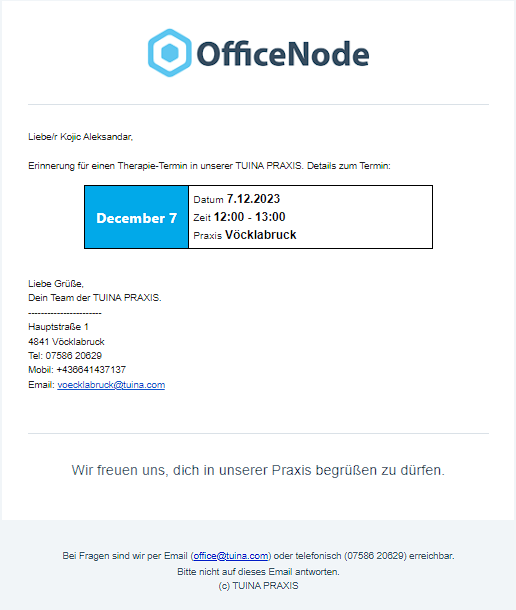 OfficeNode
Liebe/r Kojic Aleksandar,
Erinnerung für einen Therapie-Termin in unserer TUINA PRAXIS. Details zum Termin:
December 7
Datum 7.12.2023
Zeit 12:00 - 13:00
Praxis Vöcklabruck
Liebe Grüße,
Dein Team der TUINA PRAXIS.
-----------------------
Hauptstraße 1
4841 Vöcklabruck
Tel: 07586 20629
Mobil: +436641437137
Email: voecklabruck@tuina.com
Wir freuen uns, dich in unserer Praxis begrüßen zu dürfen.
Bei Fragen sind wir per Email (office@tuina.com) oder telefonisch (07586 20629) erreichbar.
Bitte nicht auf dieses Email antworten.
(c) TUINA PRAXIS